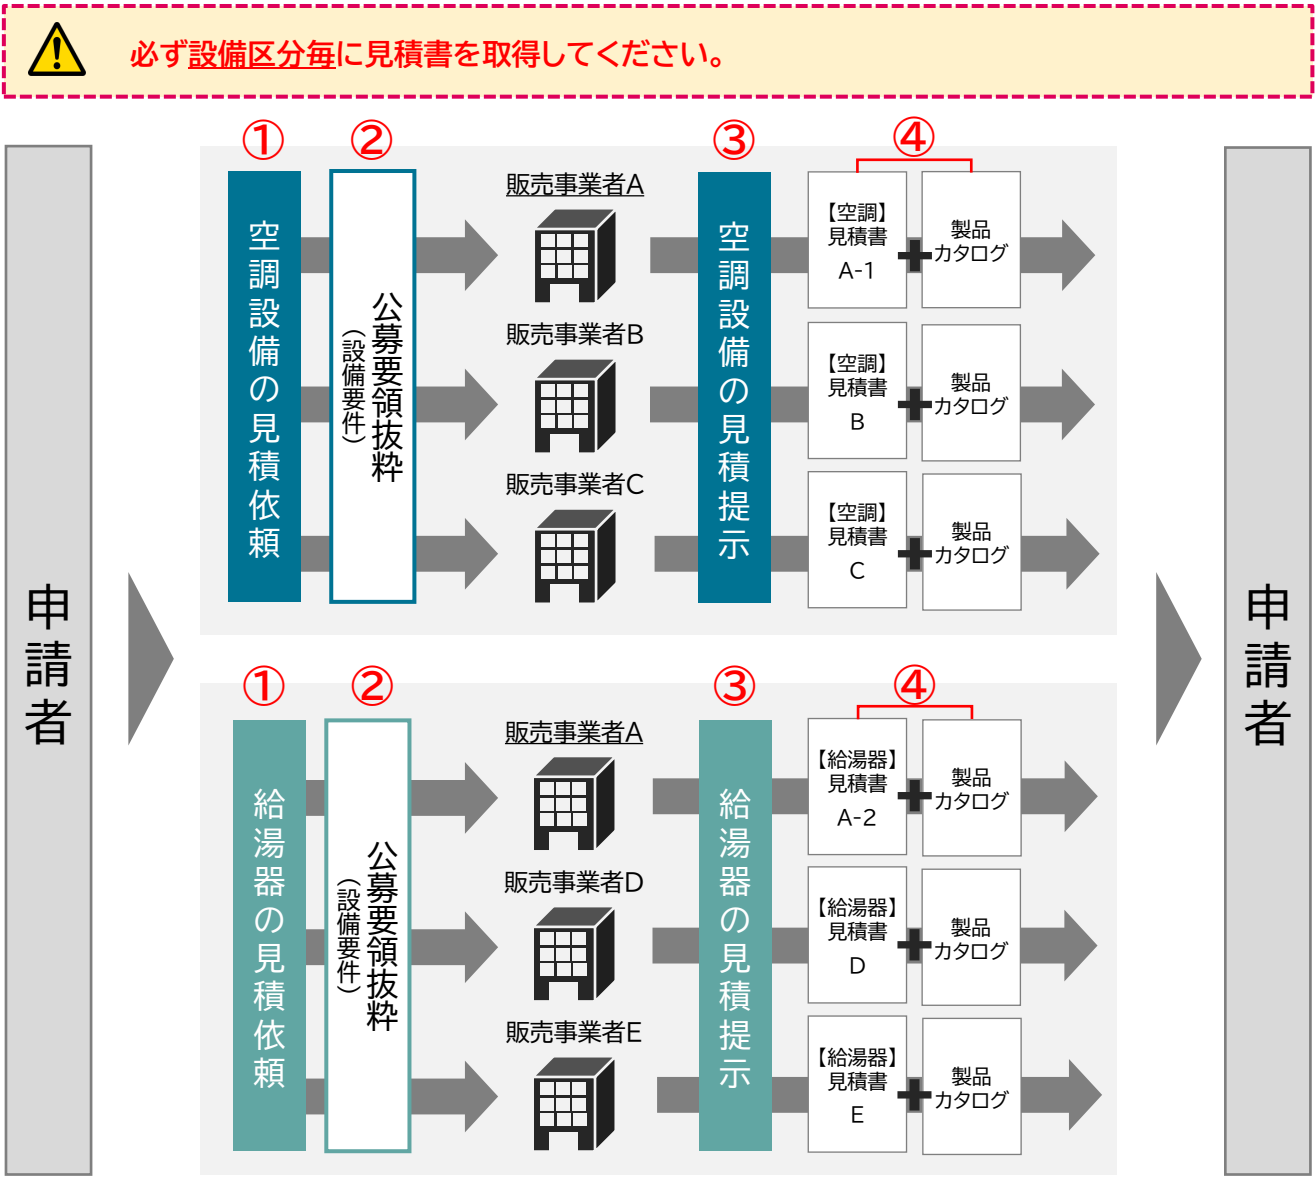 必ず設備区分毎に見積書を取得してください。
申請者
①
②
③
④
空調設備の見積依頼
公募要領抜粋
（設備要件）
販売事業者A
販売事業者B
販売事業者C
空調設備の見積提示
【空調】
見積書
A-1
製品
カタログ
【空調】
見積書
B
製品
カタログ
【空調】
見積書
C
製品
カタログ
①
②
③
④
給湯器の見積依頼
公募要領抜粋
（設備要件）
販売事業者A
販売事業者D
販売事業者E
給湯器の見積提示
【給湯器】
見積書
A-2
製品
カタログ
【給湯器】
見積書
D
製品
カタログ
【給湯器】
見積書
E
製品
カタログ
申請者